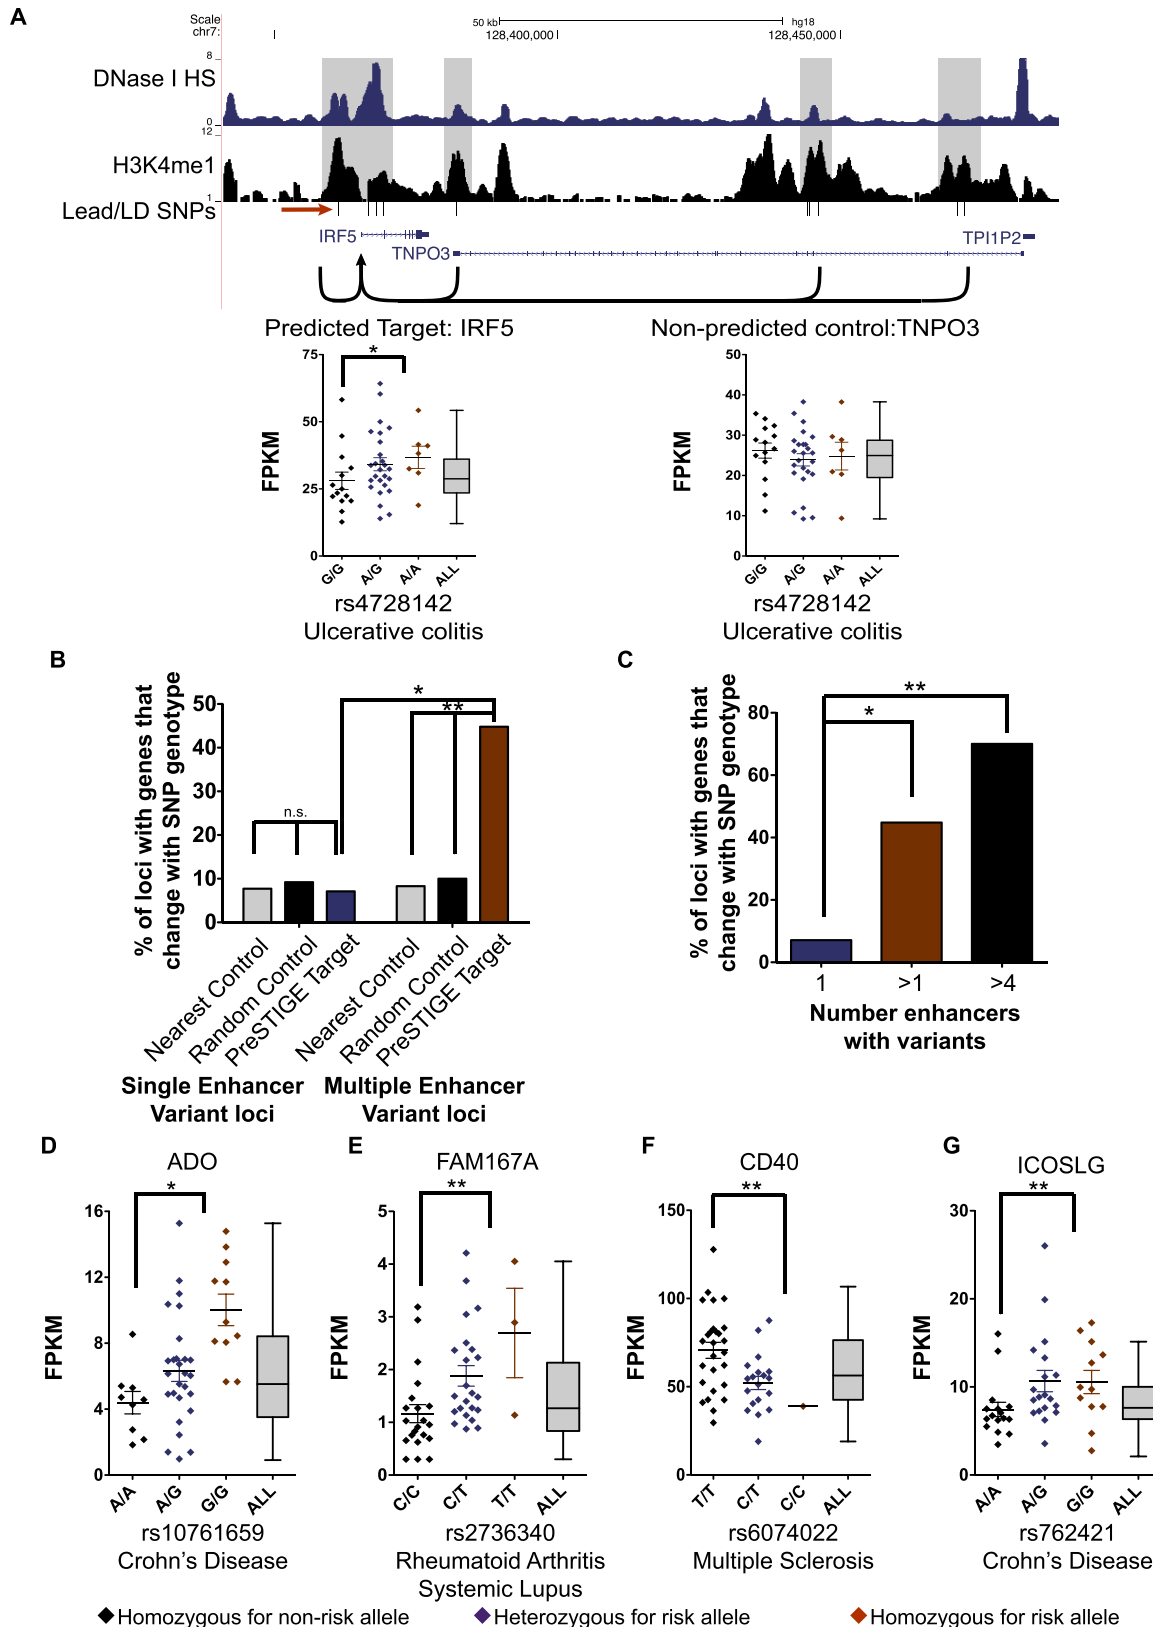 A
Scale
chr7:
50 kb
hg18
128,400,000
128,450,000
DNase I HS
8
0
H3K4me1
12
1
Lead/LD SNPs
IRF5
TNPO3
TPI1P2
Predicted Target: IRF5
Non-predicted control:TNPO3
*
FPKM
75
50
25
0
G/G
A/G
A/A
ALL
rs4728142
Ulcerative colitis
FPKM
50
40
30
20
10
0
G/G
A/G
A/A
ALL
rs4728142
Ulcerative colitis
B
% of loci with genes that
change with SNP genotype
50
40
30
20
10
0
n.s.
*
**
Nearest Control
Random Control
PreSTIGE Target
Nearest Control
Random Control
PreSTIGE Target
Single Enhancer
Variant loci
Multiple Enhancer
Variant loci
C
% of loci with genes that
change with SNP genotype
80
60
40
20
0
**
*
1
>1
>4
Number enhancers
with variants
D
ADO
*
FPKM
16
12
8
4
0
A/A
A/G
G/G
ALL
rs10761659
Crohn's Disease
E
FAM167A
**
FPKM
5
4
3
2
1
0
C/C
C/T
T/T
ALL
rs2736340
Rheumatoid Arthritis
Systemic Lupus
F
CD40
**
FPKM
150
100
50
0
T/T
C/T
C/C
ALL
rs6074022
Multiple Sclerosis
G
ICOSLG
**
FPKM
30
20
10
0
A/A
A/G
G/G
ALL
rs762421
Crohn's Disease
Homozygous for non-risk allele
Heterozygous for risk allele
Homozygous for risk allele